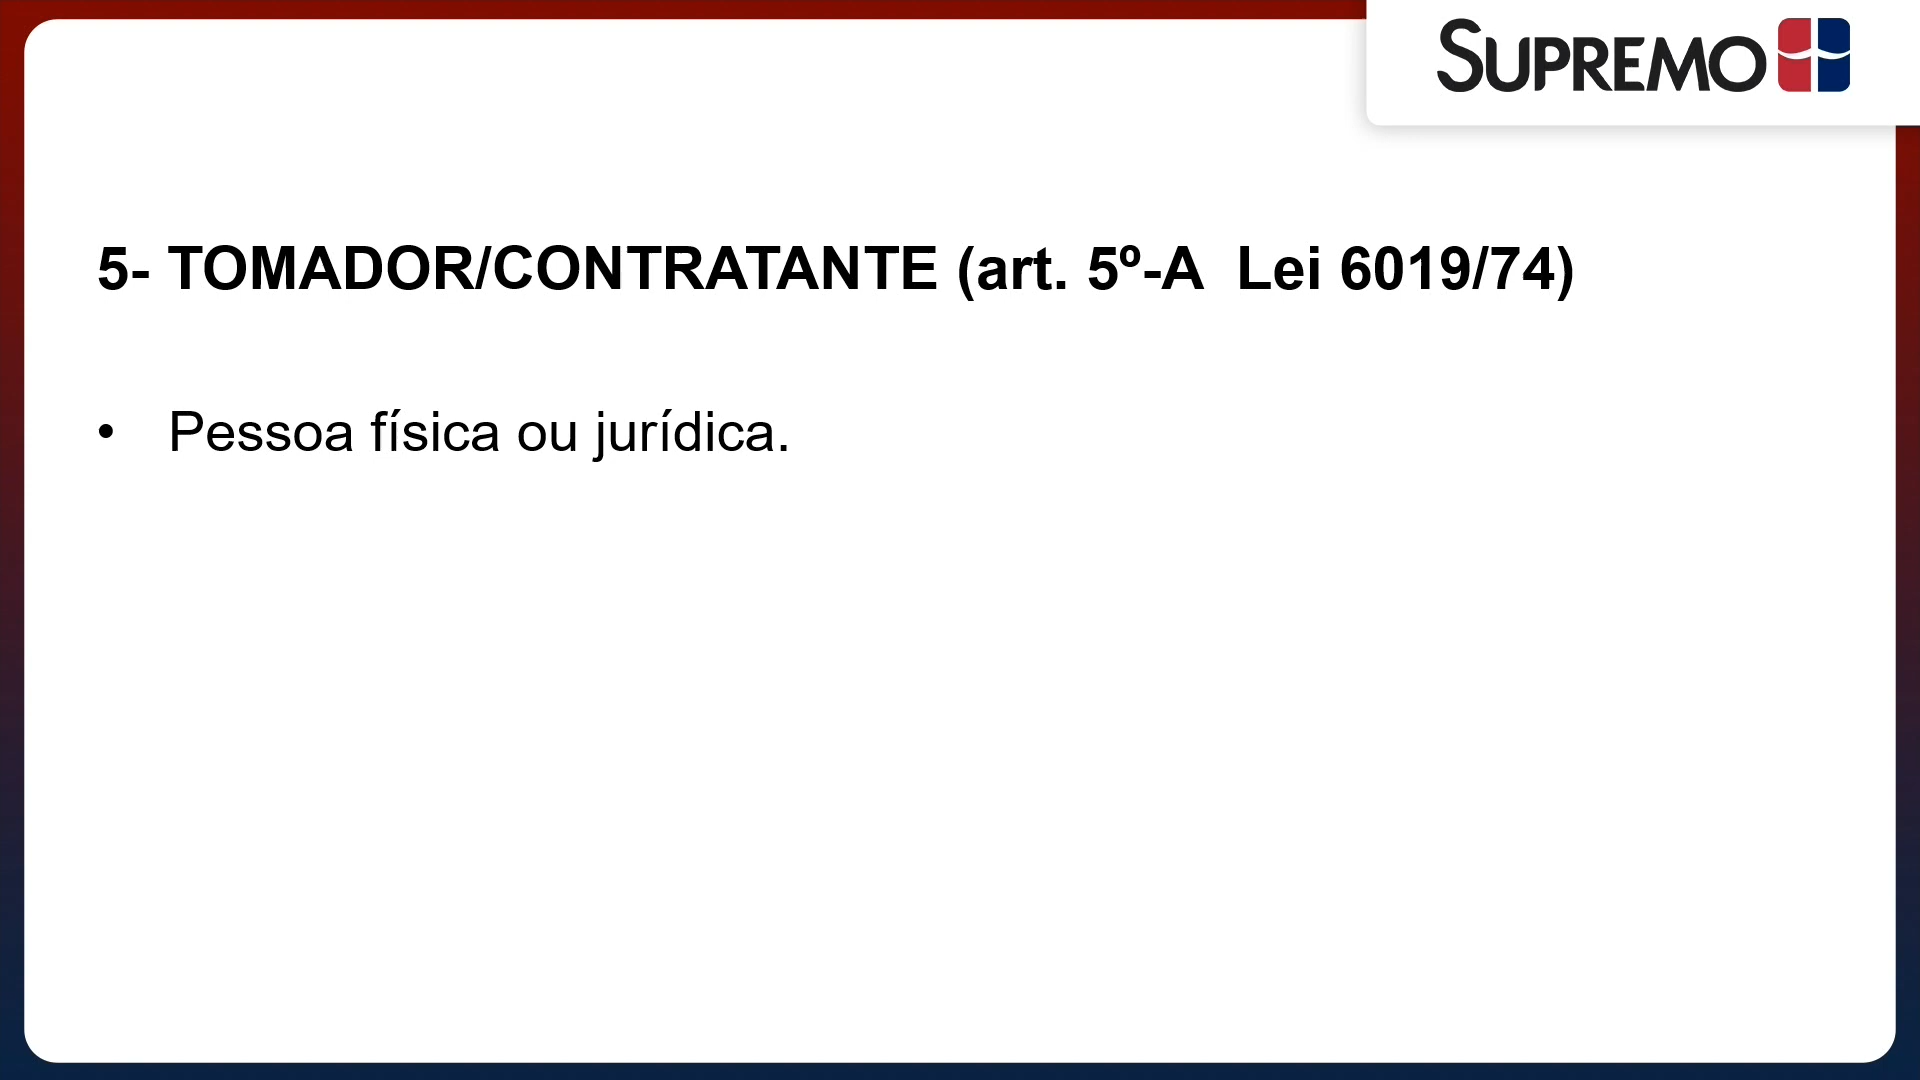 SUPREMO
5- TOMADOR/CONTRATANTE (art. 5º-A  Lei 6019/74)
• Pessoa física ou jurídica.